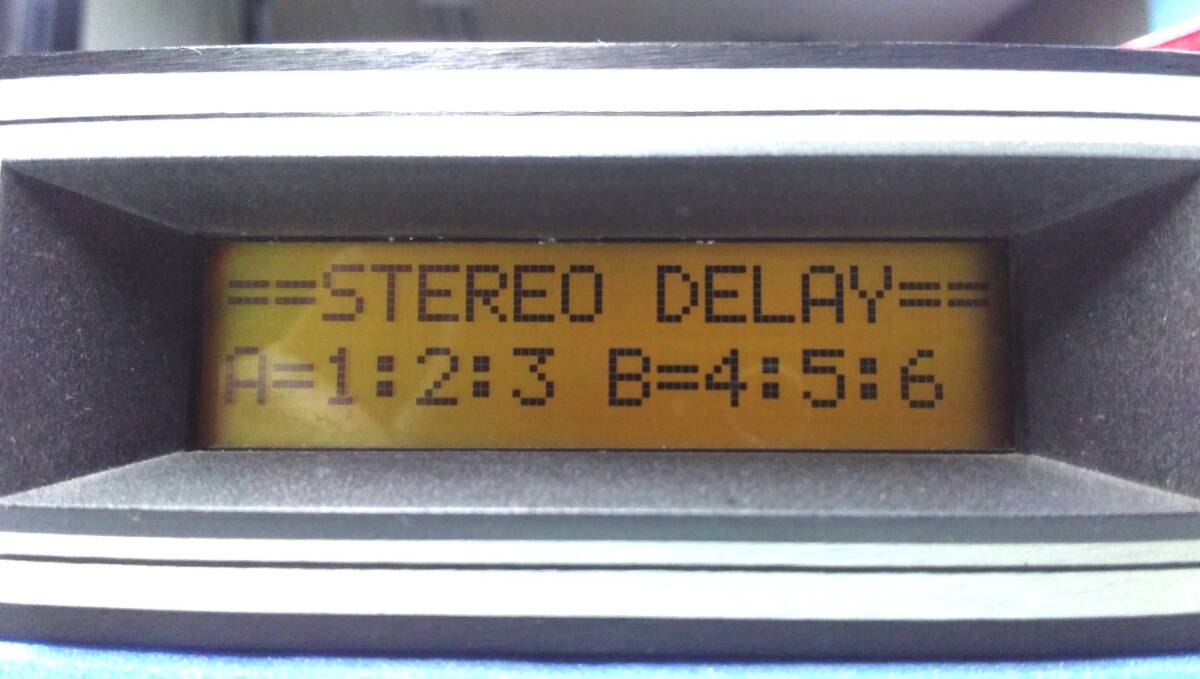 ==STEREO DELAY==
A=1:2:3 B=4:5:6